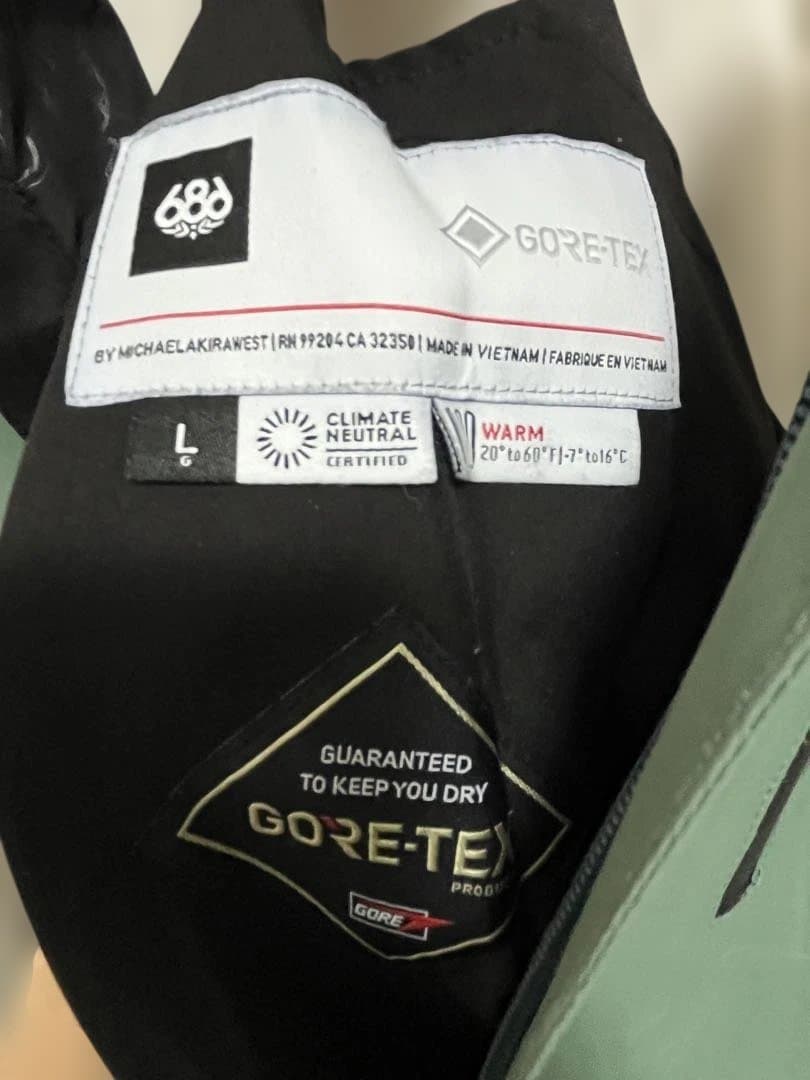 686
GORE-TEX
BY MICHAELAKIRAWEST | RN 99204 CA 32350 | MADE IN VIETNAM | FABRIQUE EN VIETNAM
L
G
CLIMATE
NEUTRAL
CERTIFIED
WARM
20° to 60°F | -7° to 16°C
GUARANTEED
TO KEEP YOU DRY
GORE-TEX
GORE